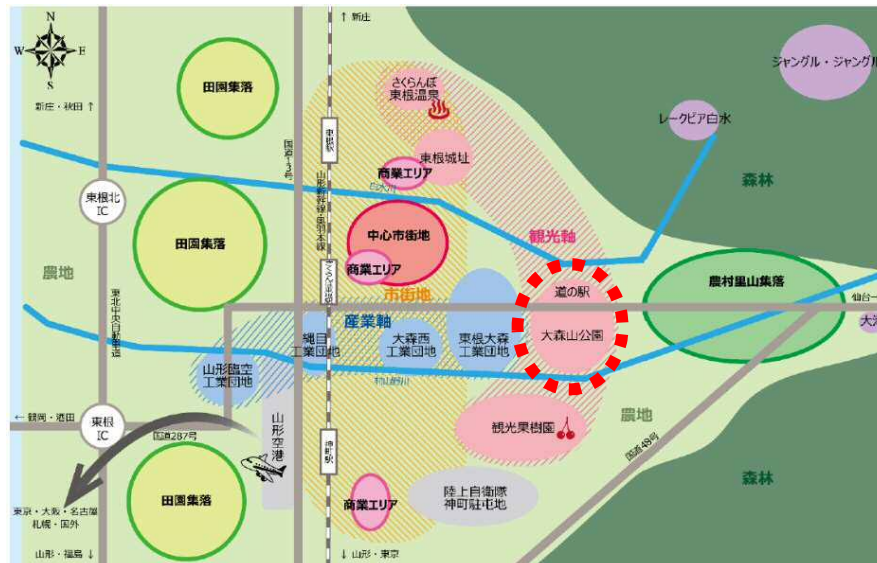 N
W
E
S
新庄・秋田 ↑
↑ 新庄
田園集落
国道13号
東根駅
さくらんぼ
東根温泉
ジャングル・ジャングル
レークピア白水
東根城址
商業エリア
白水川
山形新幹線・奥羽本線
森林
東根北
IC
田園集落
中心市街地
観光軸
農地
商業エリア
市街地
さくらんぼ東根駅
道の駅
農村里山集落
仙台
産業軸
東北中央自動車道
縄目
工業団地
大森西
工業団地
東根大森
工業団地
大森山公園
山形臨空
工業団地
村山野川
← 鶴岡・酒田
東根
IC
国道287号
山形空港
神町駅
観光果樹園
農地
国道48号
田園集落
商業エリア
陸上自衛隊
神町駐屯地
森林
東京・大阪・名古屋
札幌・国外
山形・福島 ↓
↓ 山形・東京